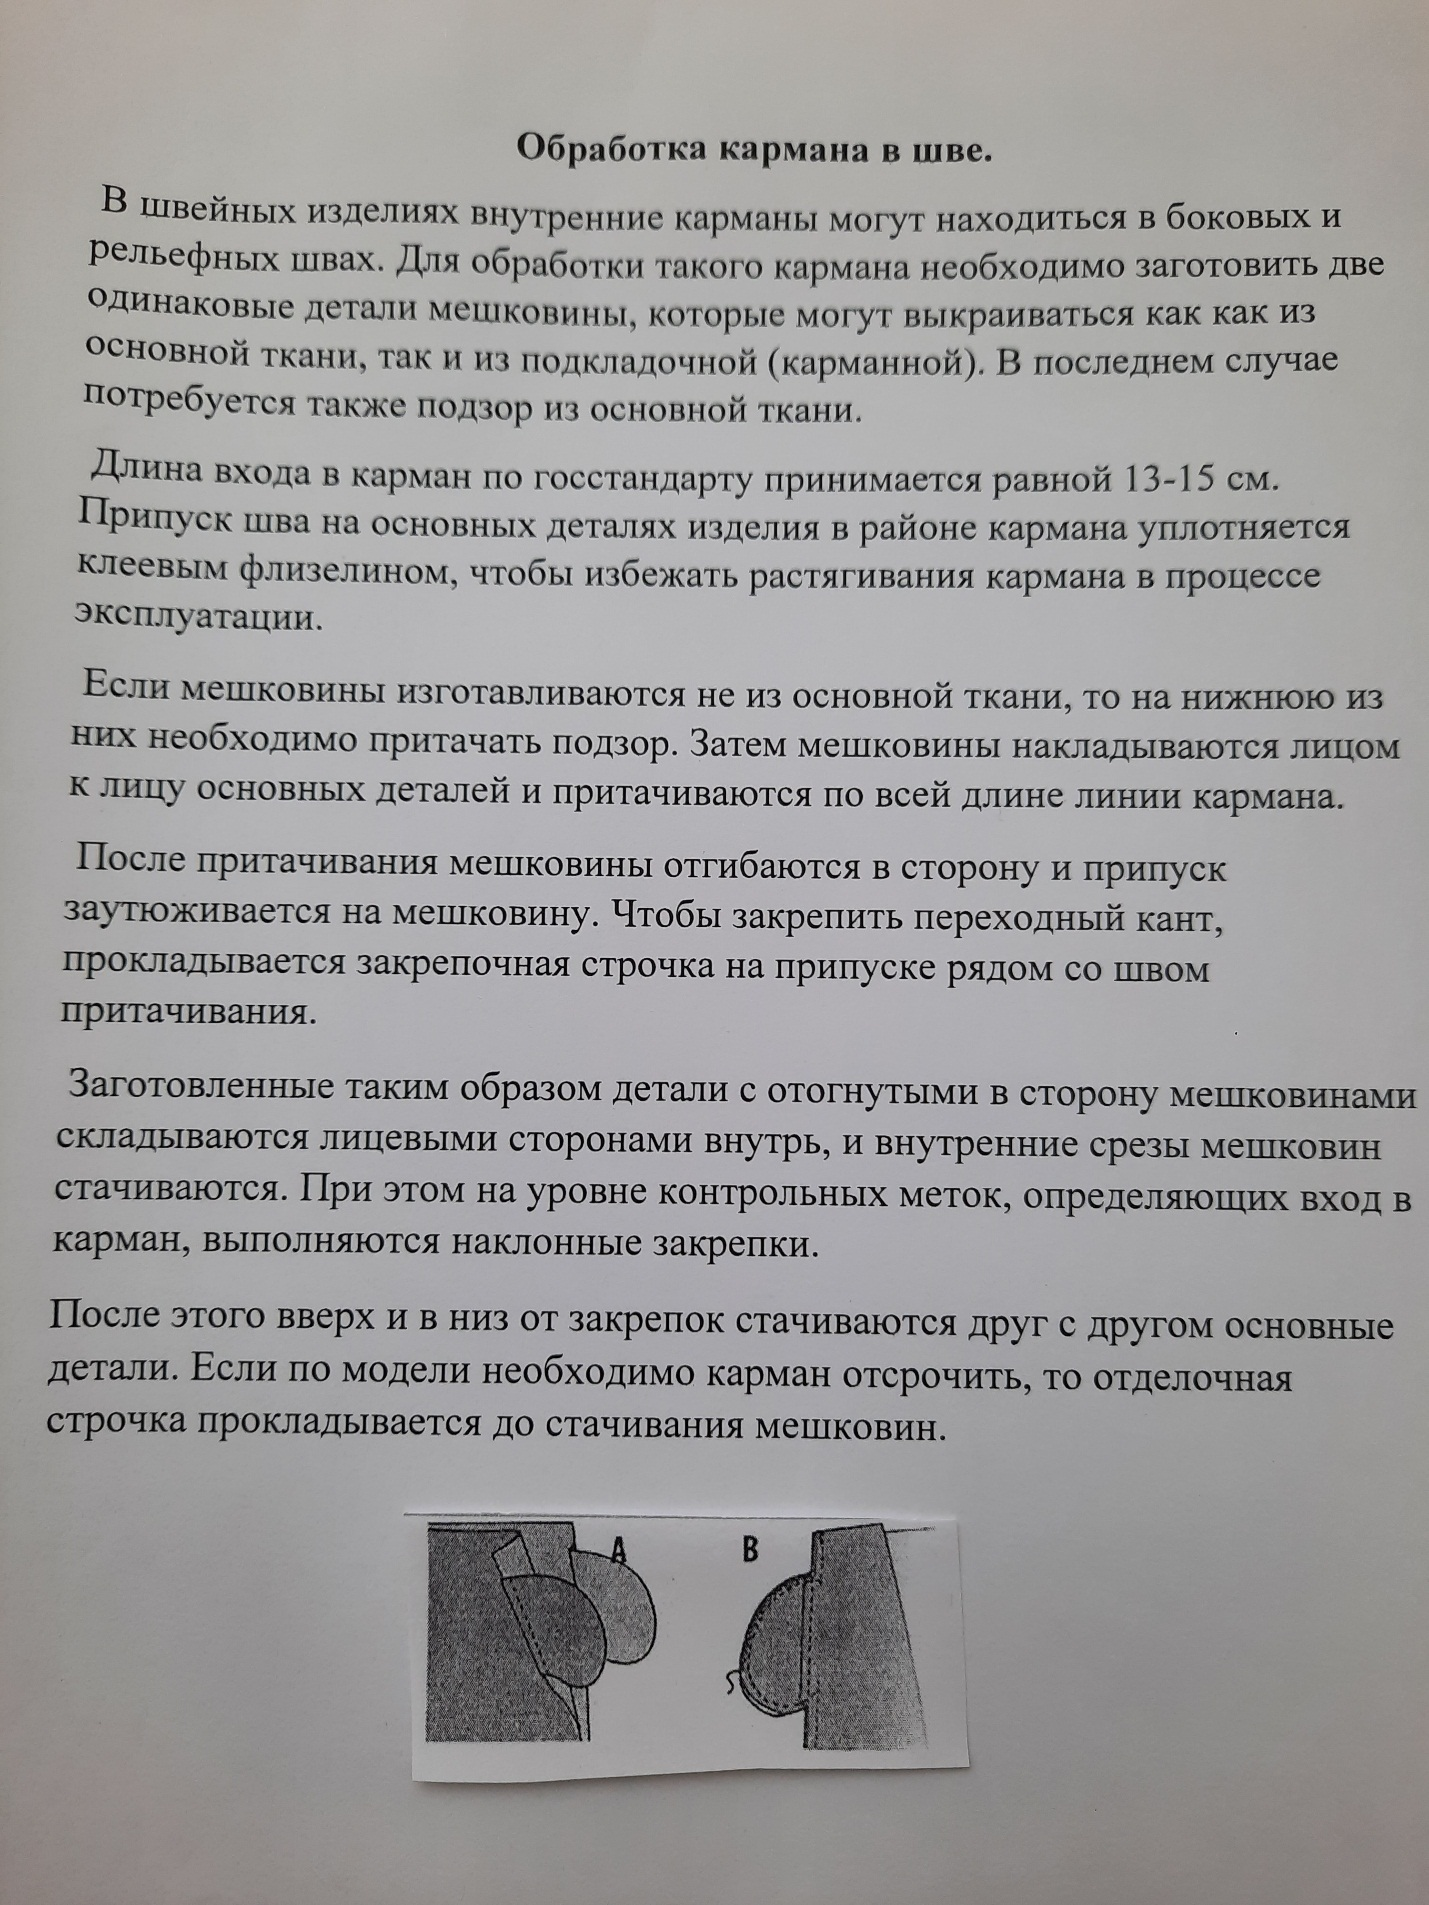 Обработка кармана в шве.
В швейных изделиях внутренние карманы могут находиться в боковых и
рельефных швах. Для обработки такого кармана необходимо заготовить две
одинаковые детали мешковины, которые могут выкраиваться как как из
основной ткани, так и из подкладочной (карманной). В последнем случае
потребуется также подзор из основной ткани.
Длина входа в карман по госстандарту принимается равной 13-15 см.
Припуск шва на основных деталях изделия в районе кармана уплотняется
клеевым флизелином, чтобы избежать растягивания кармана в процессе
эксплуатации.
Если мешковины изготавливаются не из основной ткани, то на нижнюю из
них необходимо притачать подзор. Затем мешковины накладываются лицом
к лицу основных деталей и притачиваются по всей длине линии кармана.
После притачивания мешковины отгибаются в сторону и припуск
заутюживается на мешковину. Чтобы закрепить переходный кант,
прокладывается закрепочная строчка на припуске рядом со швом
притачивания.
Заготовленные таким образом детали с отогнутыми в сторону мешковинами
складываются лицевыми сторонами внутрь, и внутренние срезы мешковин
стачиваются. При этом на уровне контрольных меток, определяющих вход в
карман, выполняются наклонные закрепки.
После этого вверх и в низ от закрепок стачиваются друг с другом основные
детали. Если по модели необходимо карман отсрочить, то отделочная
строчка прокладывается до стачивания мешковин.
A B